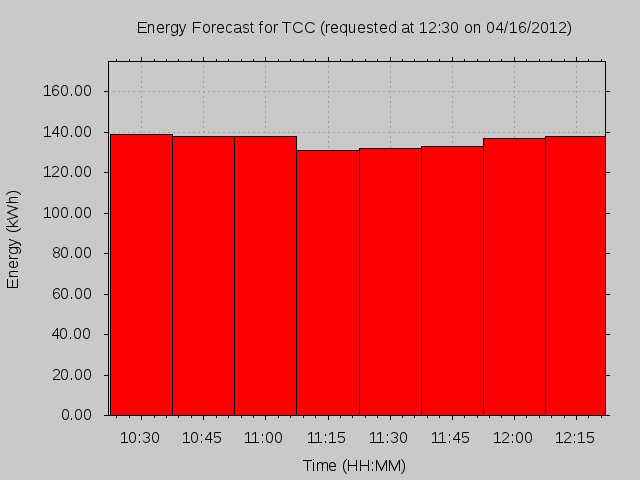 Energy Forecast for TCC (requested at 12:30 on 04/16/2012)
160.00
140.00
120.00
100.00
80.00
60.00
40.00
20.00
0.00
Energy (kWh)
10:30 10:45 11:00 11:15 11:30 11:45 12:00 12:15
Time (HH:MM)